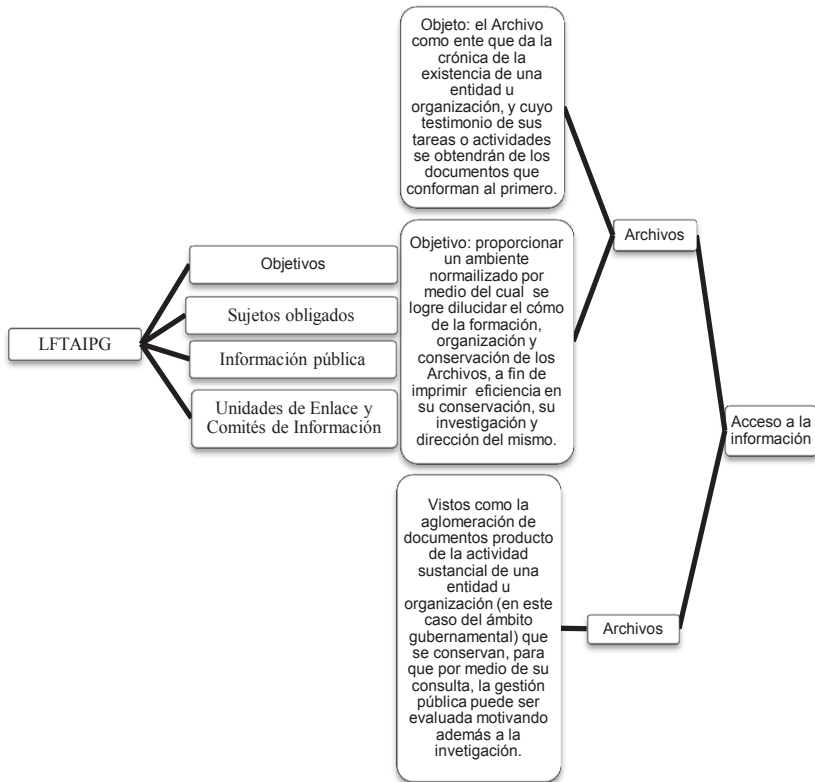 Objeto: el Archivo
como ente que da la
crónica de la
existencia de una
entidad u
organización, y cuyo
testimonio de sus
tareas o actividades
se obtendrán de los
documentos que
conforman al primero.
Archivos
Objetivo: proporcionar
un ambiente
normailizado por
medio del cual se
logre dilucidar el cómo
de la formación,
organización y
conservación de los
Archivos, a fin de
imprimir eficiencia en
su conservación, su
investigación y
dirección del mismo.
Objetivos
Sujetos obligados
LFTAIPG
Información pública
Unidades de Enlace y
Comités de Información
Acceso a la
información
Vistos como la
aglomeración de
documentos producto
de la actividad
sustancial de una
entidad u
organización (en este
caso del ámbito
gubernamental) que
se conservan, para
que por medio de su
consulta, la gestión
pública puede ser
evaluada motivando
además a la
invetigación.
Archivos